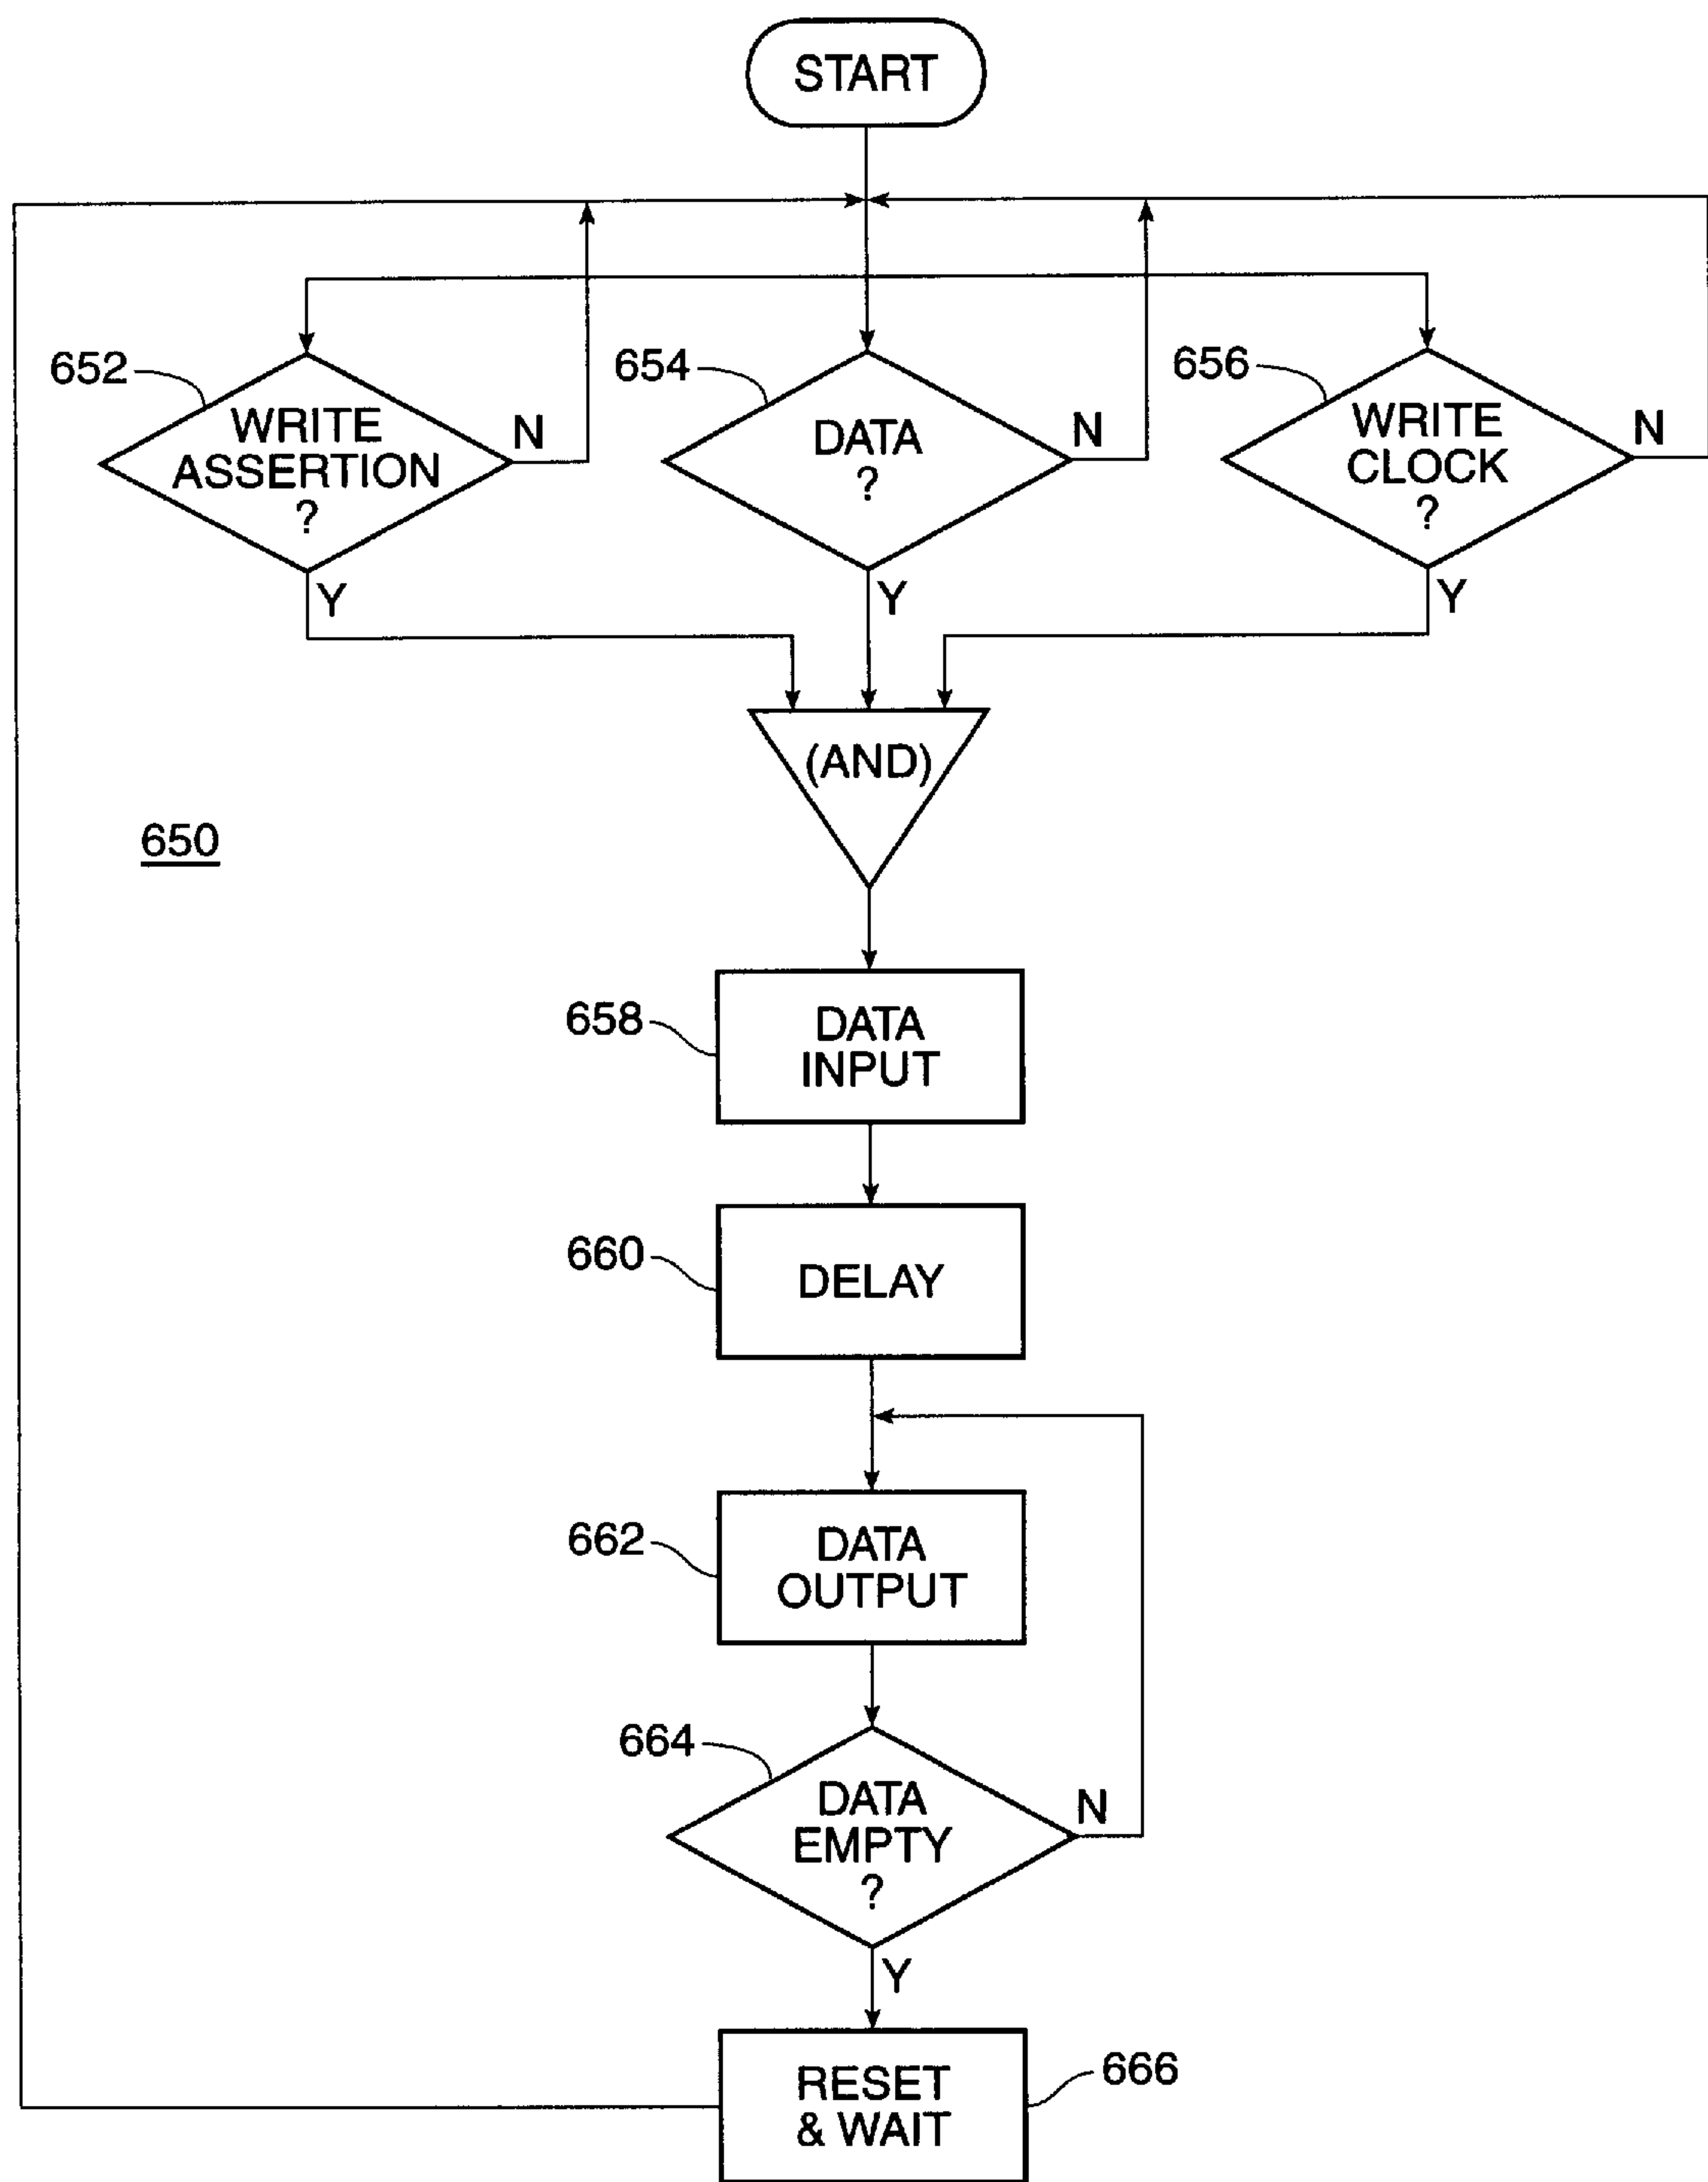 START
652
WRITE
ASSERTION
?
N
Y
654
DATA
?
N
Y
656
WRITE
CLOCK
?
N
Y
(AND)
650
658
DATA
INPUT
660
DELAY
662
DATA
OUTPUT
664
DATA
EMPTY
?
N
Y
RESET
& WAIT
666